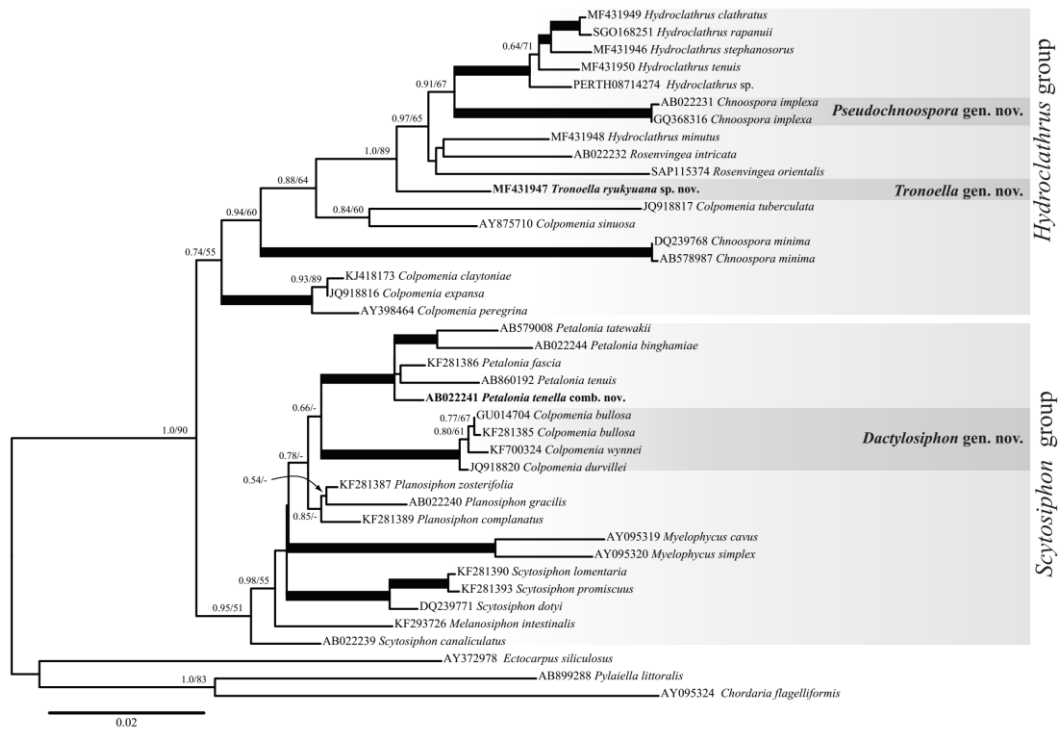 MF431949 Hydroclathrus clathratus
SGO168251 Hydroclathrus rapanuii
0.64/71
MF431946 Hydroclathrus stephanosorus
MF431950 Hydroclathrus tenuis
0.91/67
PERTH08714274 Hydroclathrus sp.
AB022231 Chnoospora implexa
Pseudochnoospora gen. nov.
GQ368316 Chnoospora implexa
0.97/65
MF431948 Hydroclathrus minutus
1.0/89
AB022232 Rosenvingea intricata
SAP115374 Rosenvingea orientalis
0.88/64
MF431947 Tronoella ryukyuana sp. nov.
Tronoella gen. nov.
0.84/60
JQ918817 Colpomenia tuberculata
0.94/60
AY875710 Colpomenia sinuosa
DQ239768 Chnoospora minima
0.74/55
AB578987 Chnoospora minima
0.93/89
KJ418173 Colpomenia claytoniae
JQ918816 Colpomenia expansa
AY398464 Colpomenia peregrina
Hydroclathrus group
AB579008 Petalonia tatewakii
AB022244 Petalonia binghamiae
KF281386 Petalonia fascia
AB860192 Petalonia tenuis
AB022241 Petalonia tenella comb. nov.
0.66/-
0.77/67
GU014704 Colpomenia bullosa
1.0/90
0.80/61
KF281385 Colpomenia bullosa
Dactylosiphon gen. nov.
KF700324 Colpomenia wynnei
0.78/-
JQ918820 Colpomenia durvillei
0.54/-
KF281387 Planosiphon zosterifolia
AB022240 Planosiphon gracilis
0.85/-
KF281389 Planosiphon complanatus
AY095319 Myelophycus cavus
AY095320 Myelophycus simplex
0.98/55
KF281390 Scytosiphon lomentaria
KF281393 Scytosiphon promiscuus
0.95/51
DQ239771 Scytosiphon dotyi
KF293726 Melanosiphon intestinalis
AB022239 Scytosiphon canaliculatus
Scytosiphon group
AY372978 Ectocarpus siliculosus
1.0/83
AB899288 Pylaiella littoralis
AY095324 Chordaria flagelliformis
0.02